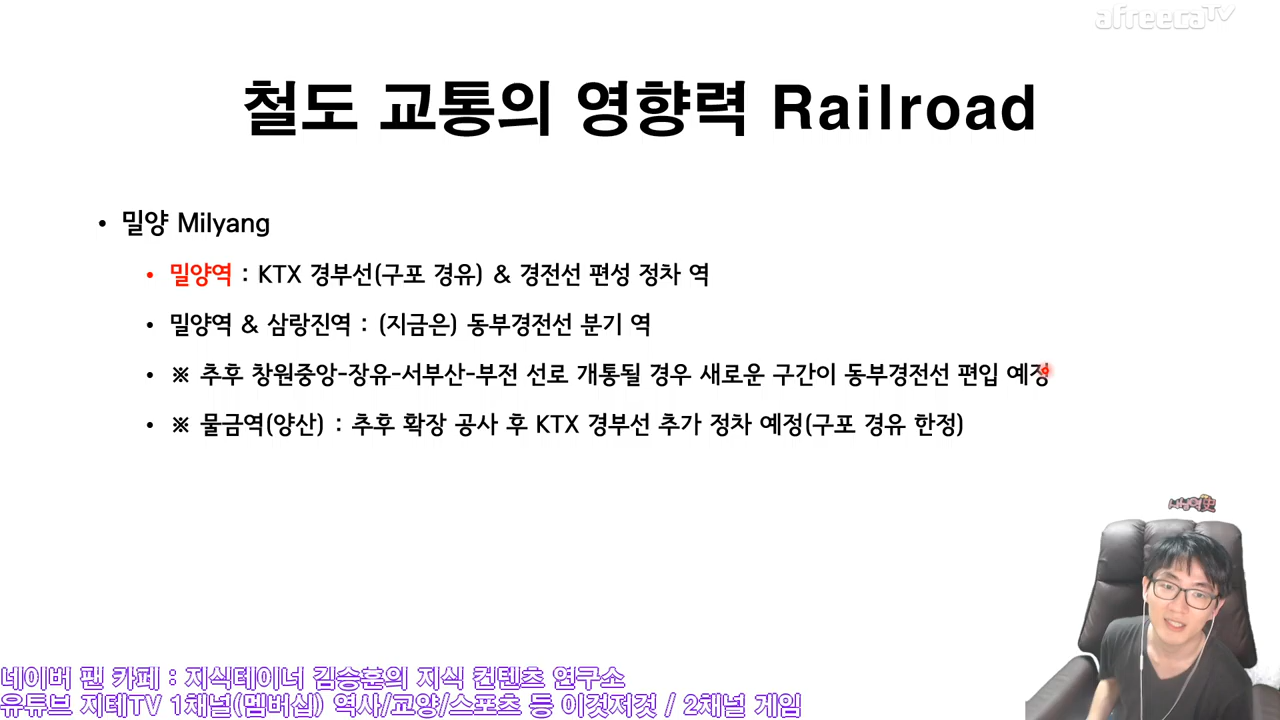 afreecaTV
철도 교통의 영향력 Railroad
• 밀양 Milyang
• 밀양역 : KTX 경부선(구포 경유) & 경전선 편성 정차 역
• 밀양역 & 삼랑진역 : (지금은) 동부경전선 분기 역
• ※ 추후 창원중앙-장유-서부산-부전 선로 개통될 경우 새로운 구간이 동부경전선 편입 예정
• ※ 물금역(양산) : 추후 확장 공사 후 KTX 경부선 추가 정차 예정(구포 경유 한정)
네이버 팬 카페 : 지식테이너 김승훈의 지식 컨텐츠 연구소
유튜브 지테TV 1채널(멤버십) 역사/교양/스포츠 등 이것저것 / 2채널 게임